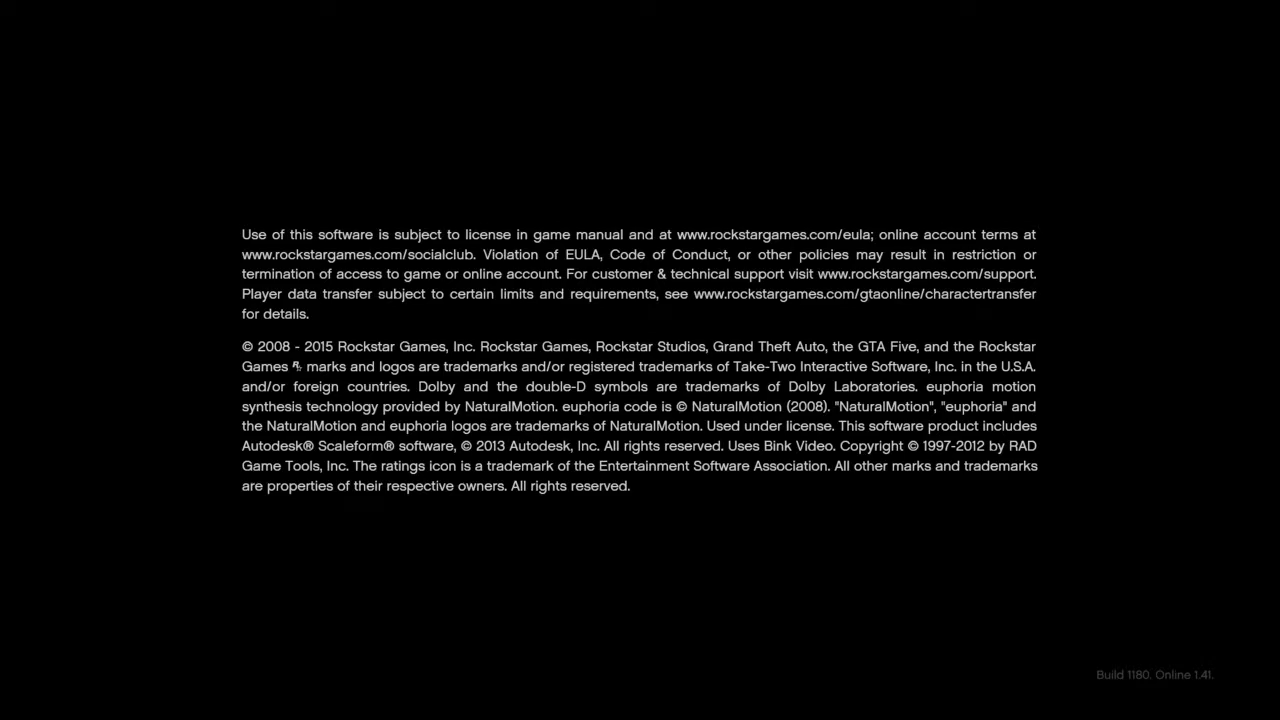 Use of this software is subject to license in game manual and at www.rockstargames.com/eula; online account terms at
www.rockstargames.com/socialclub. Violation of EULA, Code of Conduct, or other policies may result in restriction or
termination of access to game or online account. For customer & technical support visit www.rockstargames.com/support.
Player data transfer subject to certain limits and requirements, see www.rockstargames.com/gtaonline/charactertransfer
for details.
© 2008 - 2015 Rockstar Games, Inc. Rockstar Games, Rockstar Studios, Grand Theft Auto, the GTA Five, and the Rockstar
Games R* marks and logos are trademarks and/or registered trademarks of Take-Two Interactive Software, Inc. in the U.S.A.
and/or foreign countries. Dolby and the double-D symbols are trademarks of Dolby Laboratories. euphoria motion
synthesis technology provided by NaturalMotion. euphoria code is © NaturalMotion (2008). "NaturalMotion", "euphoria" and
the NaturalMotion and euphoria logos are trademarks of NaturalMotion. Used under license. This software product includes
Autodesk® Scaleform® software, © 2013 Autodesk, Inc. All rights reserved. Uses Bink Video. Copyright © 1997-2012 by RAD
Game Tools, Inc. The ratings icon is a trademark of the Entertainment Software Association. All other marks and trademarks
are properties of their respective owners. All rights reserved.
Build 1180. Online 1.41.